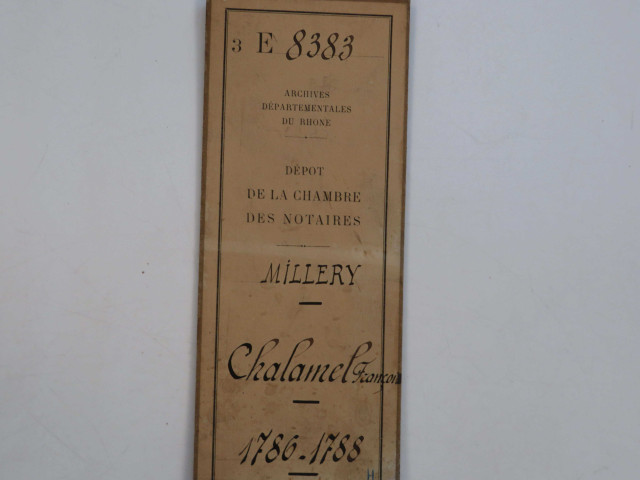 3 E 8383
ARCHIVES
DÉPARTEMENTALES
DU RHONE
DÉPOT
DE LA CHAMBRE
DES NOTAIRES
MILLERY
Chalamel François
1786-1788